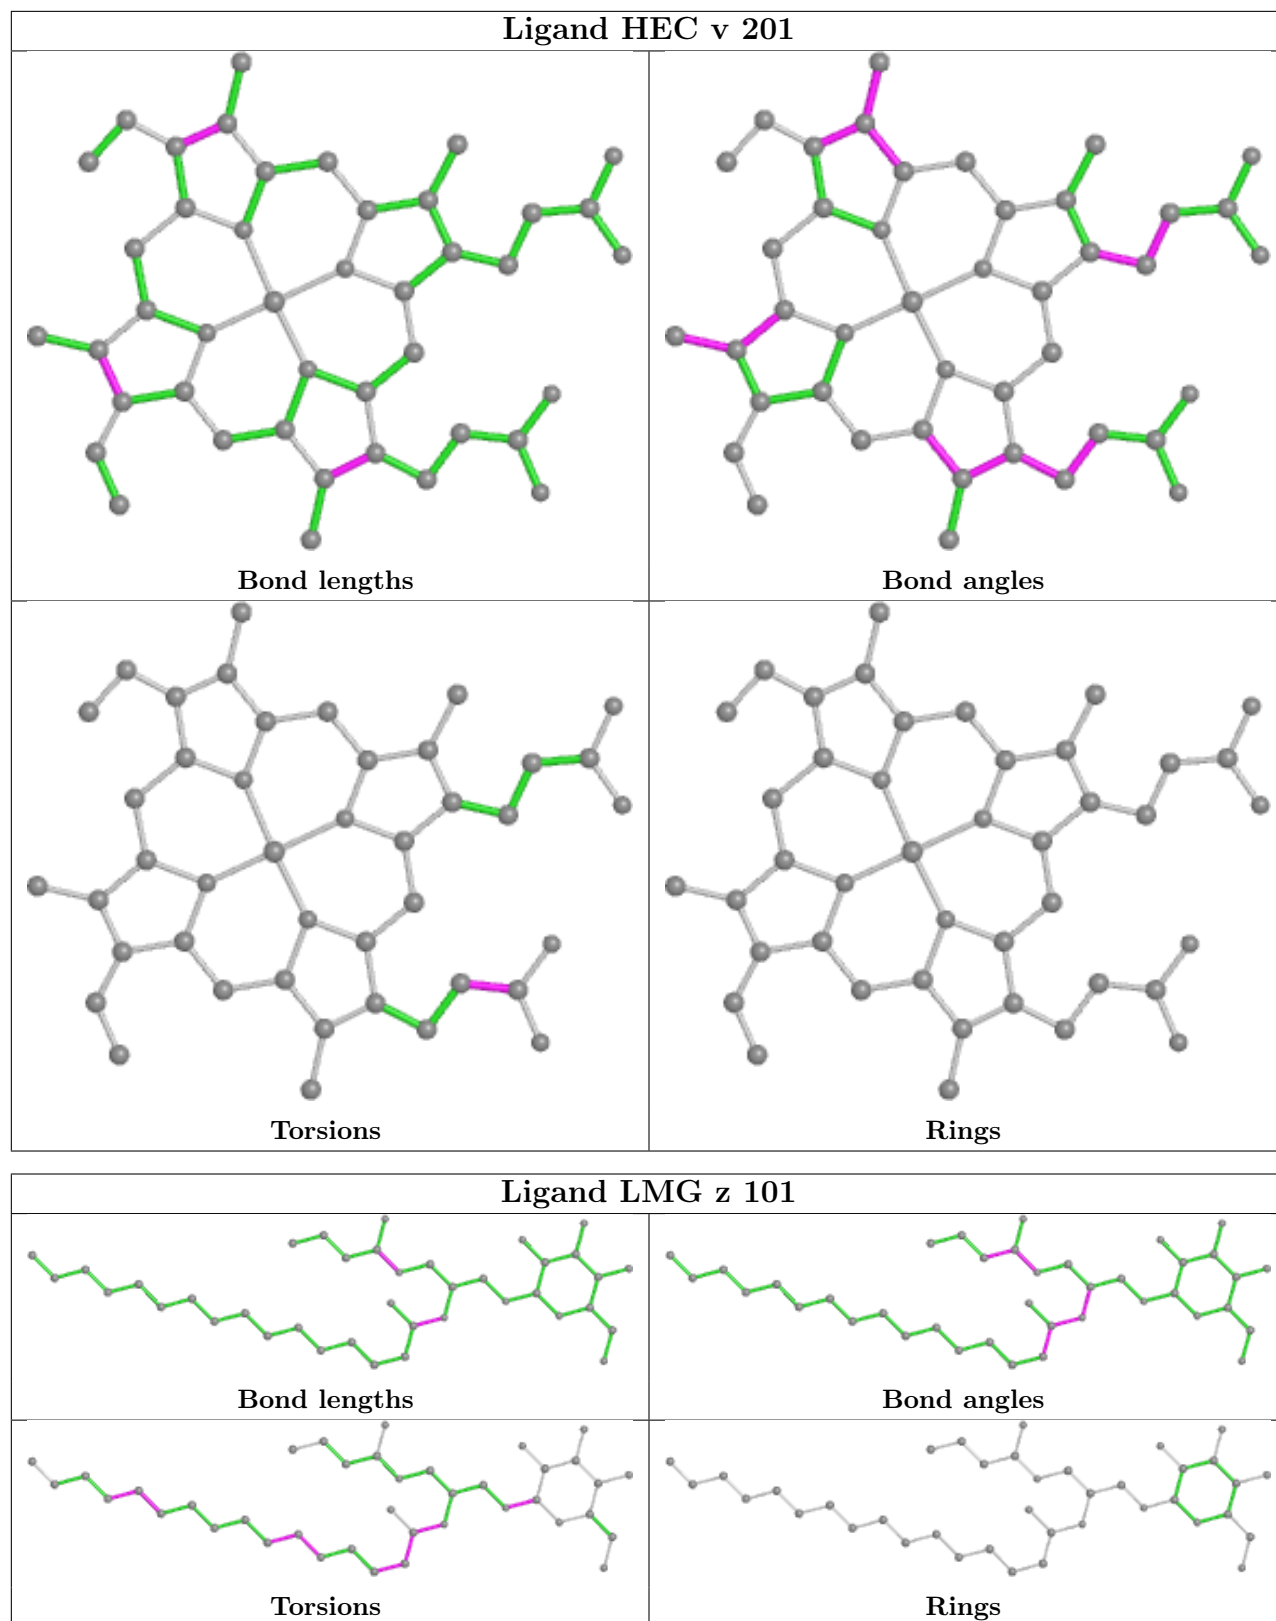 Ligand HEC v 201
Bond lengths
Bond angles
Torsions
Rings
Ligand LMG z 101
Bond lengths
Bond angles
Torsions
Rings